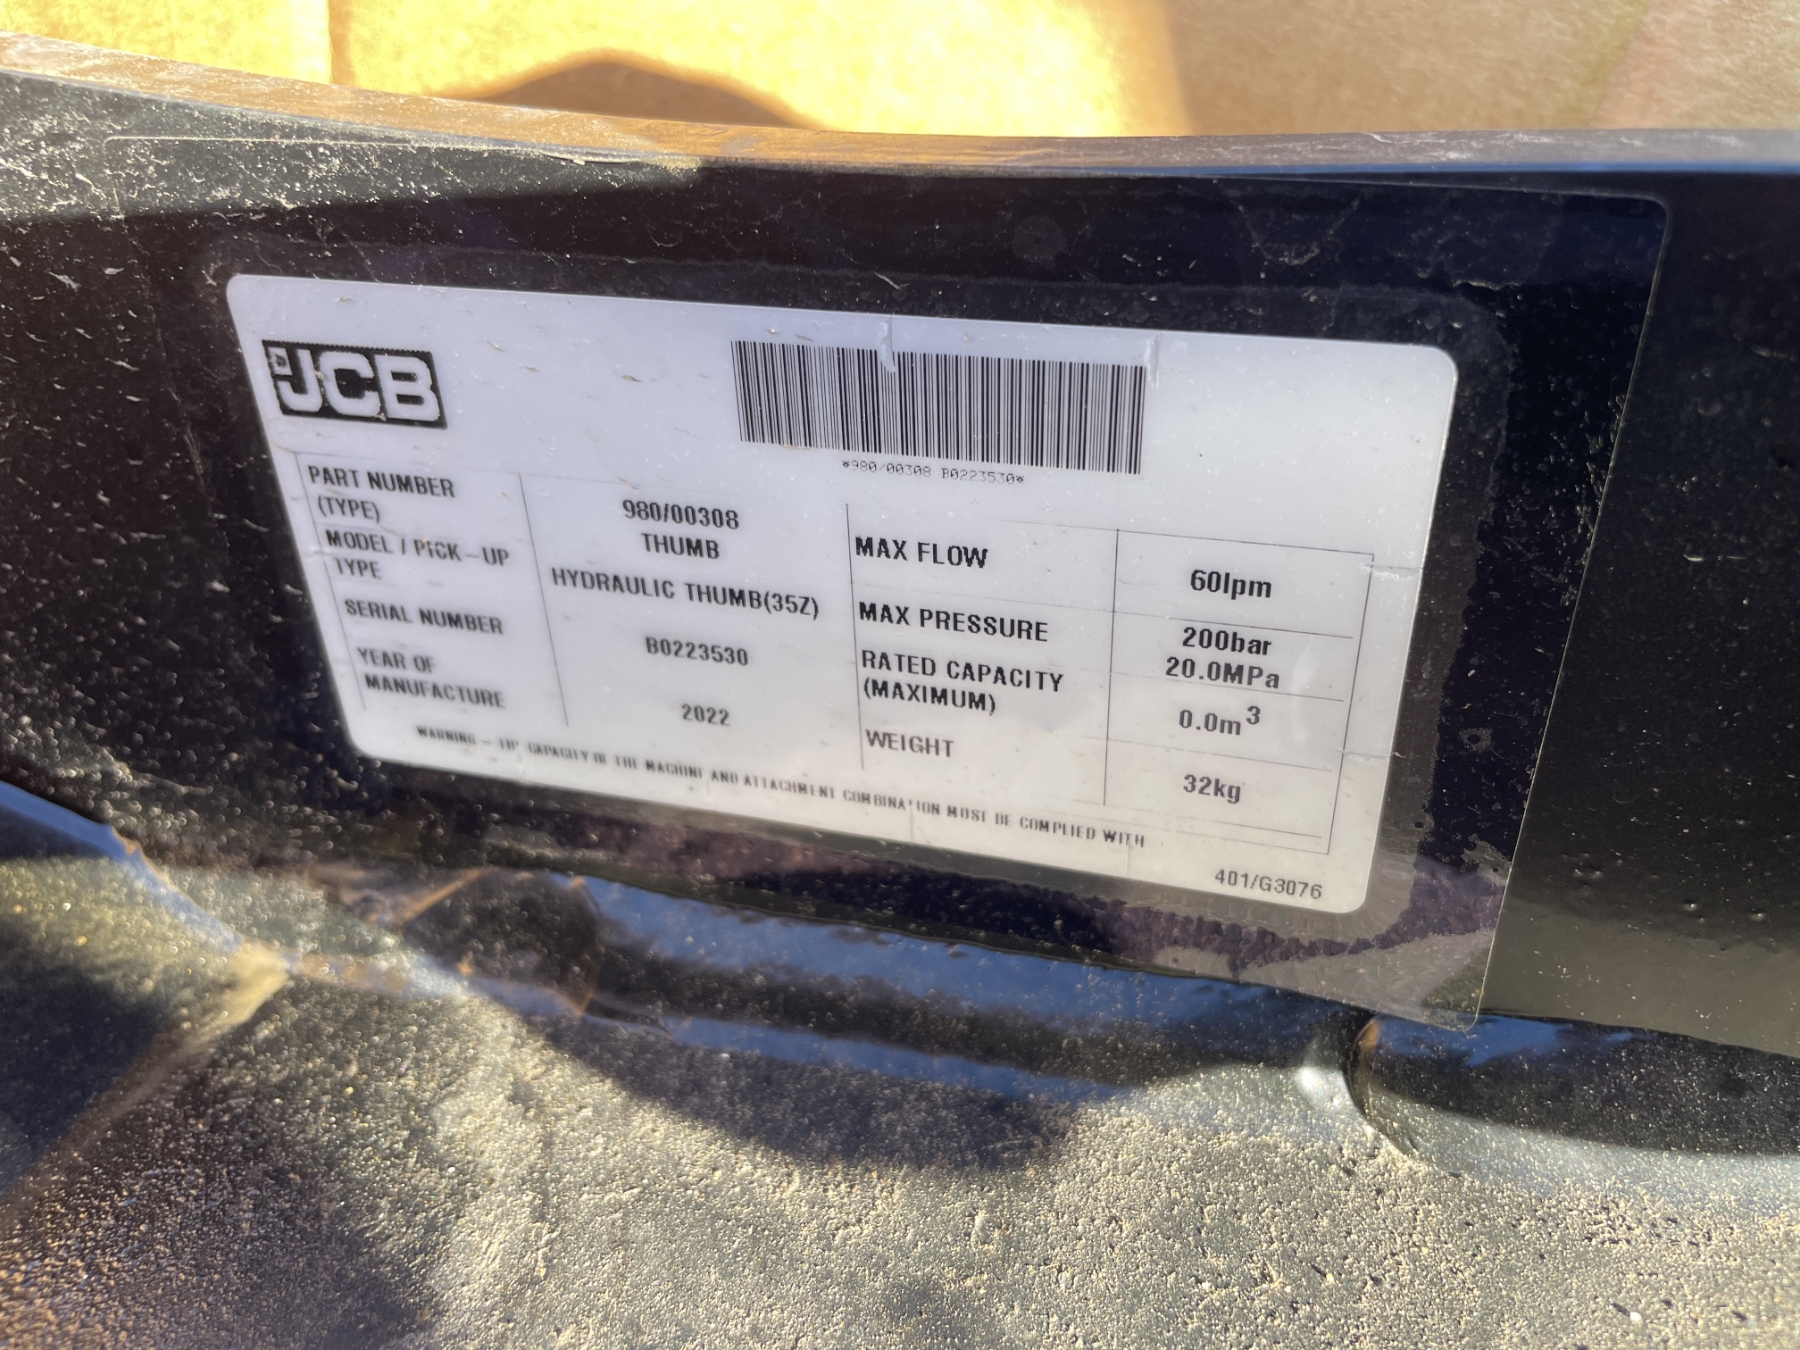 JCB
*980/00308 B0223530*
PART NUMBER
(TYPE)
980/00308
THUMB
MODEL / PICK-UP
TYPE
HYDRAULIC THUMB(35Z)
SERIAL NUMBER
B0223530
YEAR OF
MANUFACTURE
2022
MAX FLOW
60lpm
MAX PRESSURE
200bar
20.0MPa
RATED CAPACITY
(MAXIMUM)
0.0m³
WEIGHT
32kg
WARNING - THE CAPACITY OF THE MACHINE AND ATTACHMENT COMBINATION MUST BE COMPLIED WITH
401/G3076